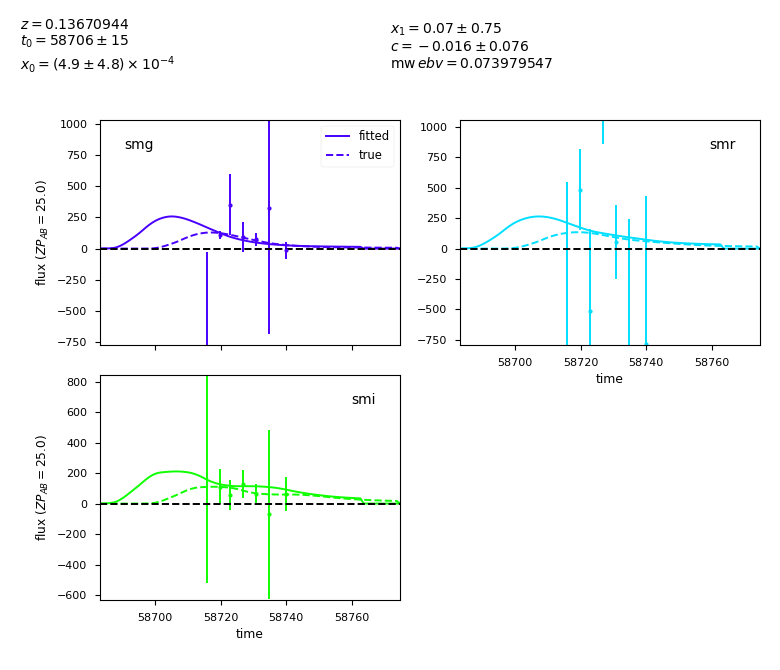 z = 0.13670944
t₀ = 58706 ± 15
x₀ = (4.9 ± 4.8) × 10⁻⁴
x₁ = 0.07 ± 0.75
c = −0.016 ± 0.076
mw ebv = 0.073979547
smg
fitted
true
1000
750
500
250
0
−250
−500
−750
flux (ZP_AB = 25.0)
smr
1000
750
500
250
0
−250
−500
−750
58700
58720
58740
58760
time
smi
800
600
400
200
0
−200
−400
−600
flux (ZP_AB = 25.0)
58700
58720
58740
58760
time